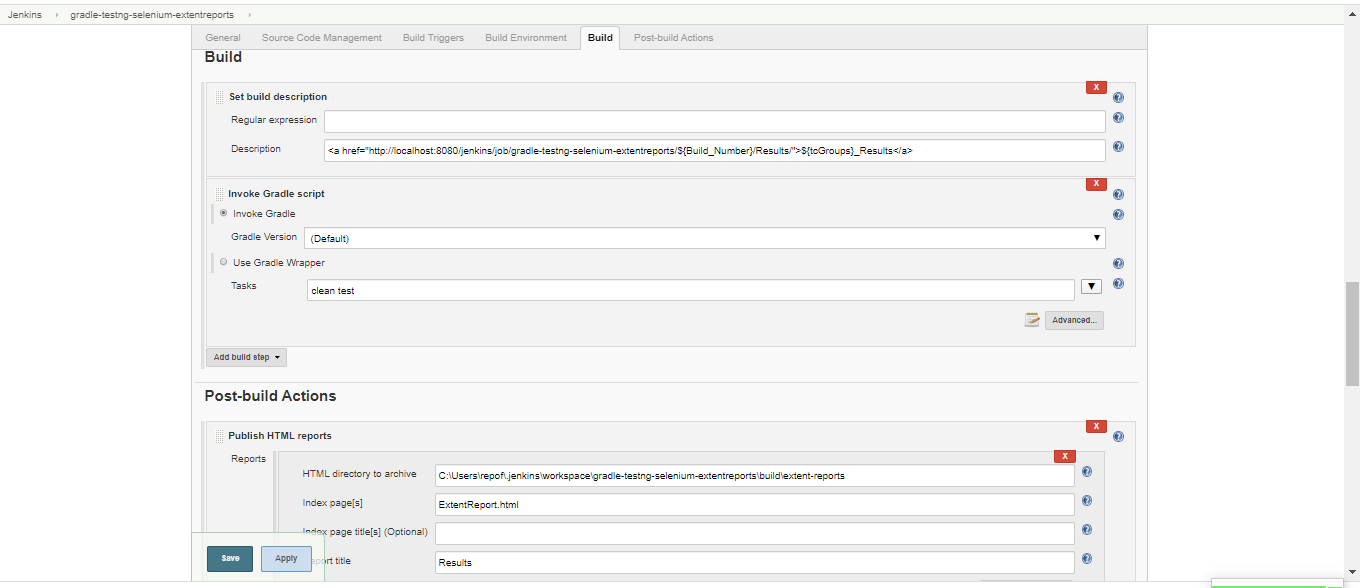 Jenkins › gradle-testng-selenium-extentreports ›
General Source Code Management Build Triggers Build Environment Build Post-build Actions
Build
X
Set build description
Regular expression
Description <a href="http://localhost:8080/jenkins/job/gradle-testng-selenium-extentreports/${Build_Number}/Results/">${toGroups}_Results</a>
X
Invoke Gradle script
Invoke Gradle
Gradle Version (Default)
Use Gradle Wrapper
Tasks clean test
Advanced...
Add build step
Post-build Actions
X
Publish HTML reports
Reports
X
HTML directory to archive C:\Users\repof\.jenkins\workspace\gradle-testng-selenium-extentreports\build\extent-reports
Index page[s] ExtentReport.html
Index page title[s] (Optional)
Save Apply
port title Results